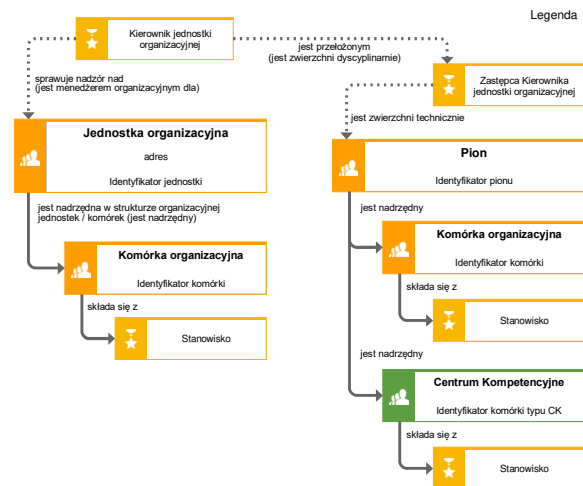 Legenda
Kierownik jednostki
organizacyjnej
jest przełożonym
(jest zwierzchni dyscyplinarnie)
sprawuje nadzór nad
(jest menedżerem organizacyjnym dla)
Zastępca Kierownika
jednostki organizacyjnej
jest zwierzchni technicznie
Jednostka organizacyjna
adres
Identyfikator jednostki
Pion
Identyfikator pionu
jest nadrzędna w strukturze organizacyjnej
jednostek / komórek (jest nadrzędny)
jest nadrzędny
Komórka organizacyjna
Identyfikator komórki
Komórka organizacyjna
Identyfikator komórki
składa się z
Stanowisko
składa się z
Stanowisko
jest nadrzędny
Centrum Kompetencyjne
Identyfikator komórki typu CK
składa się z
Stanowisko